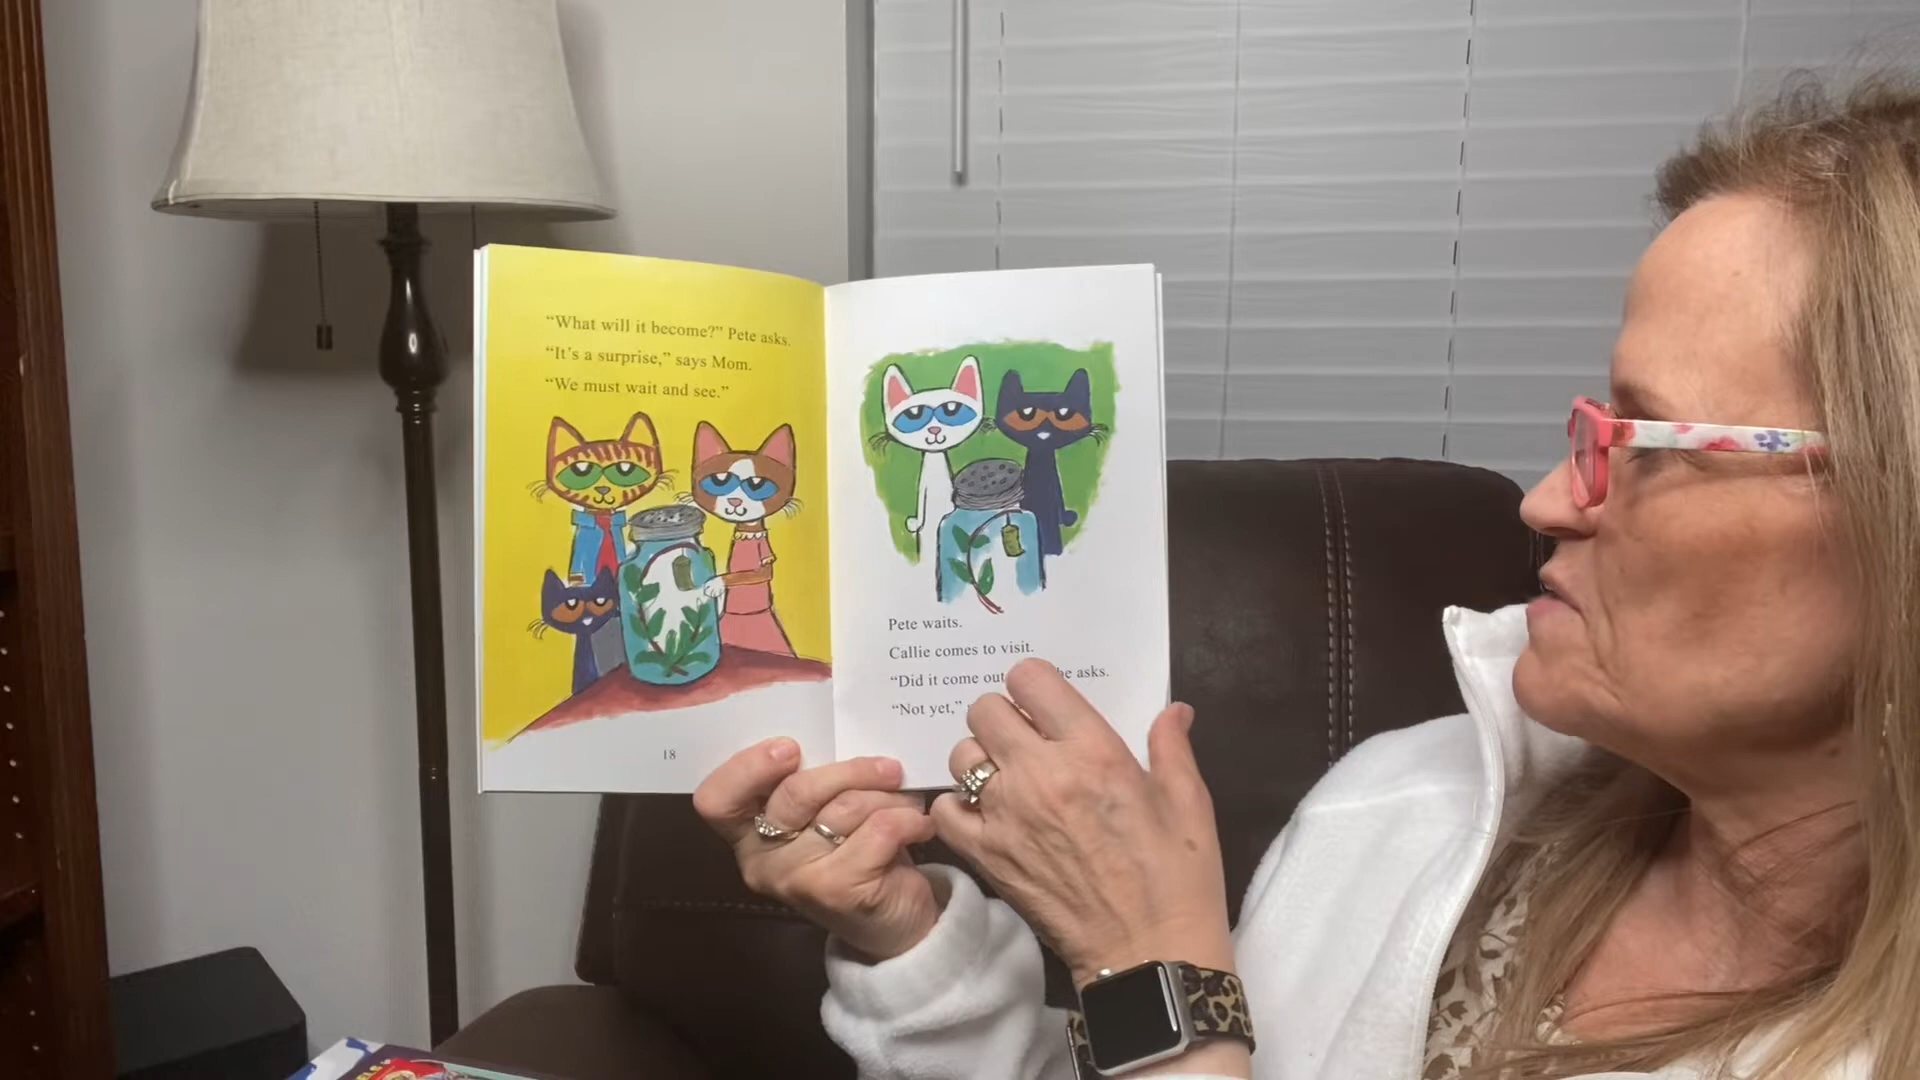 “What will it become?” Pete asks.
“It’s a surprise,” says Mom.
“We must wait and see.”
18
Pete waits.
Callie comes to visit.
“Did it come out he asks.
“Not yet,”